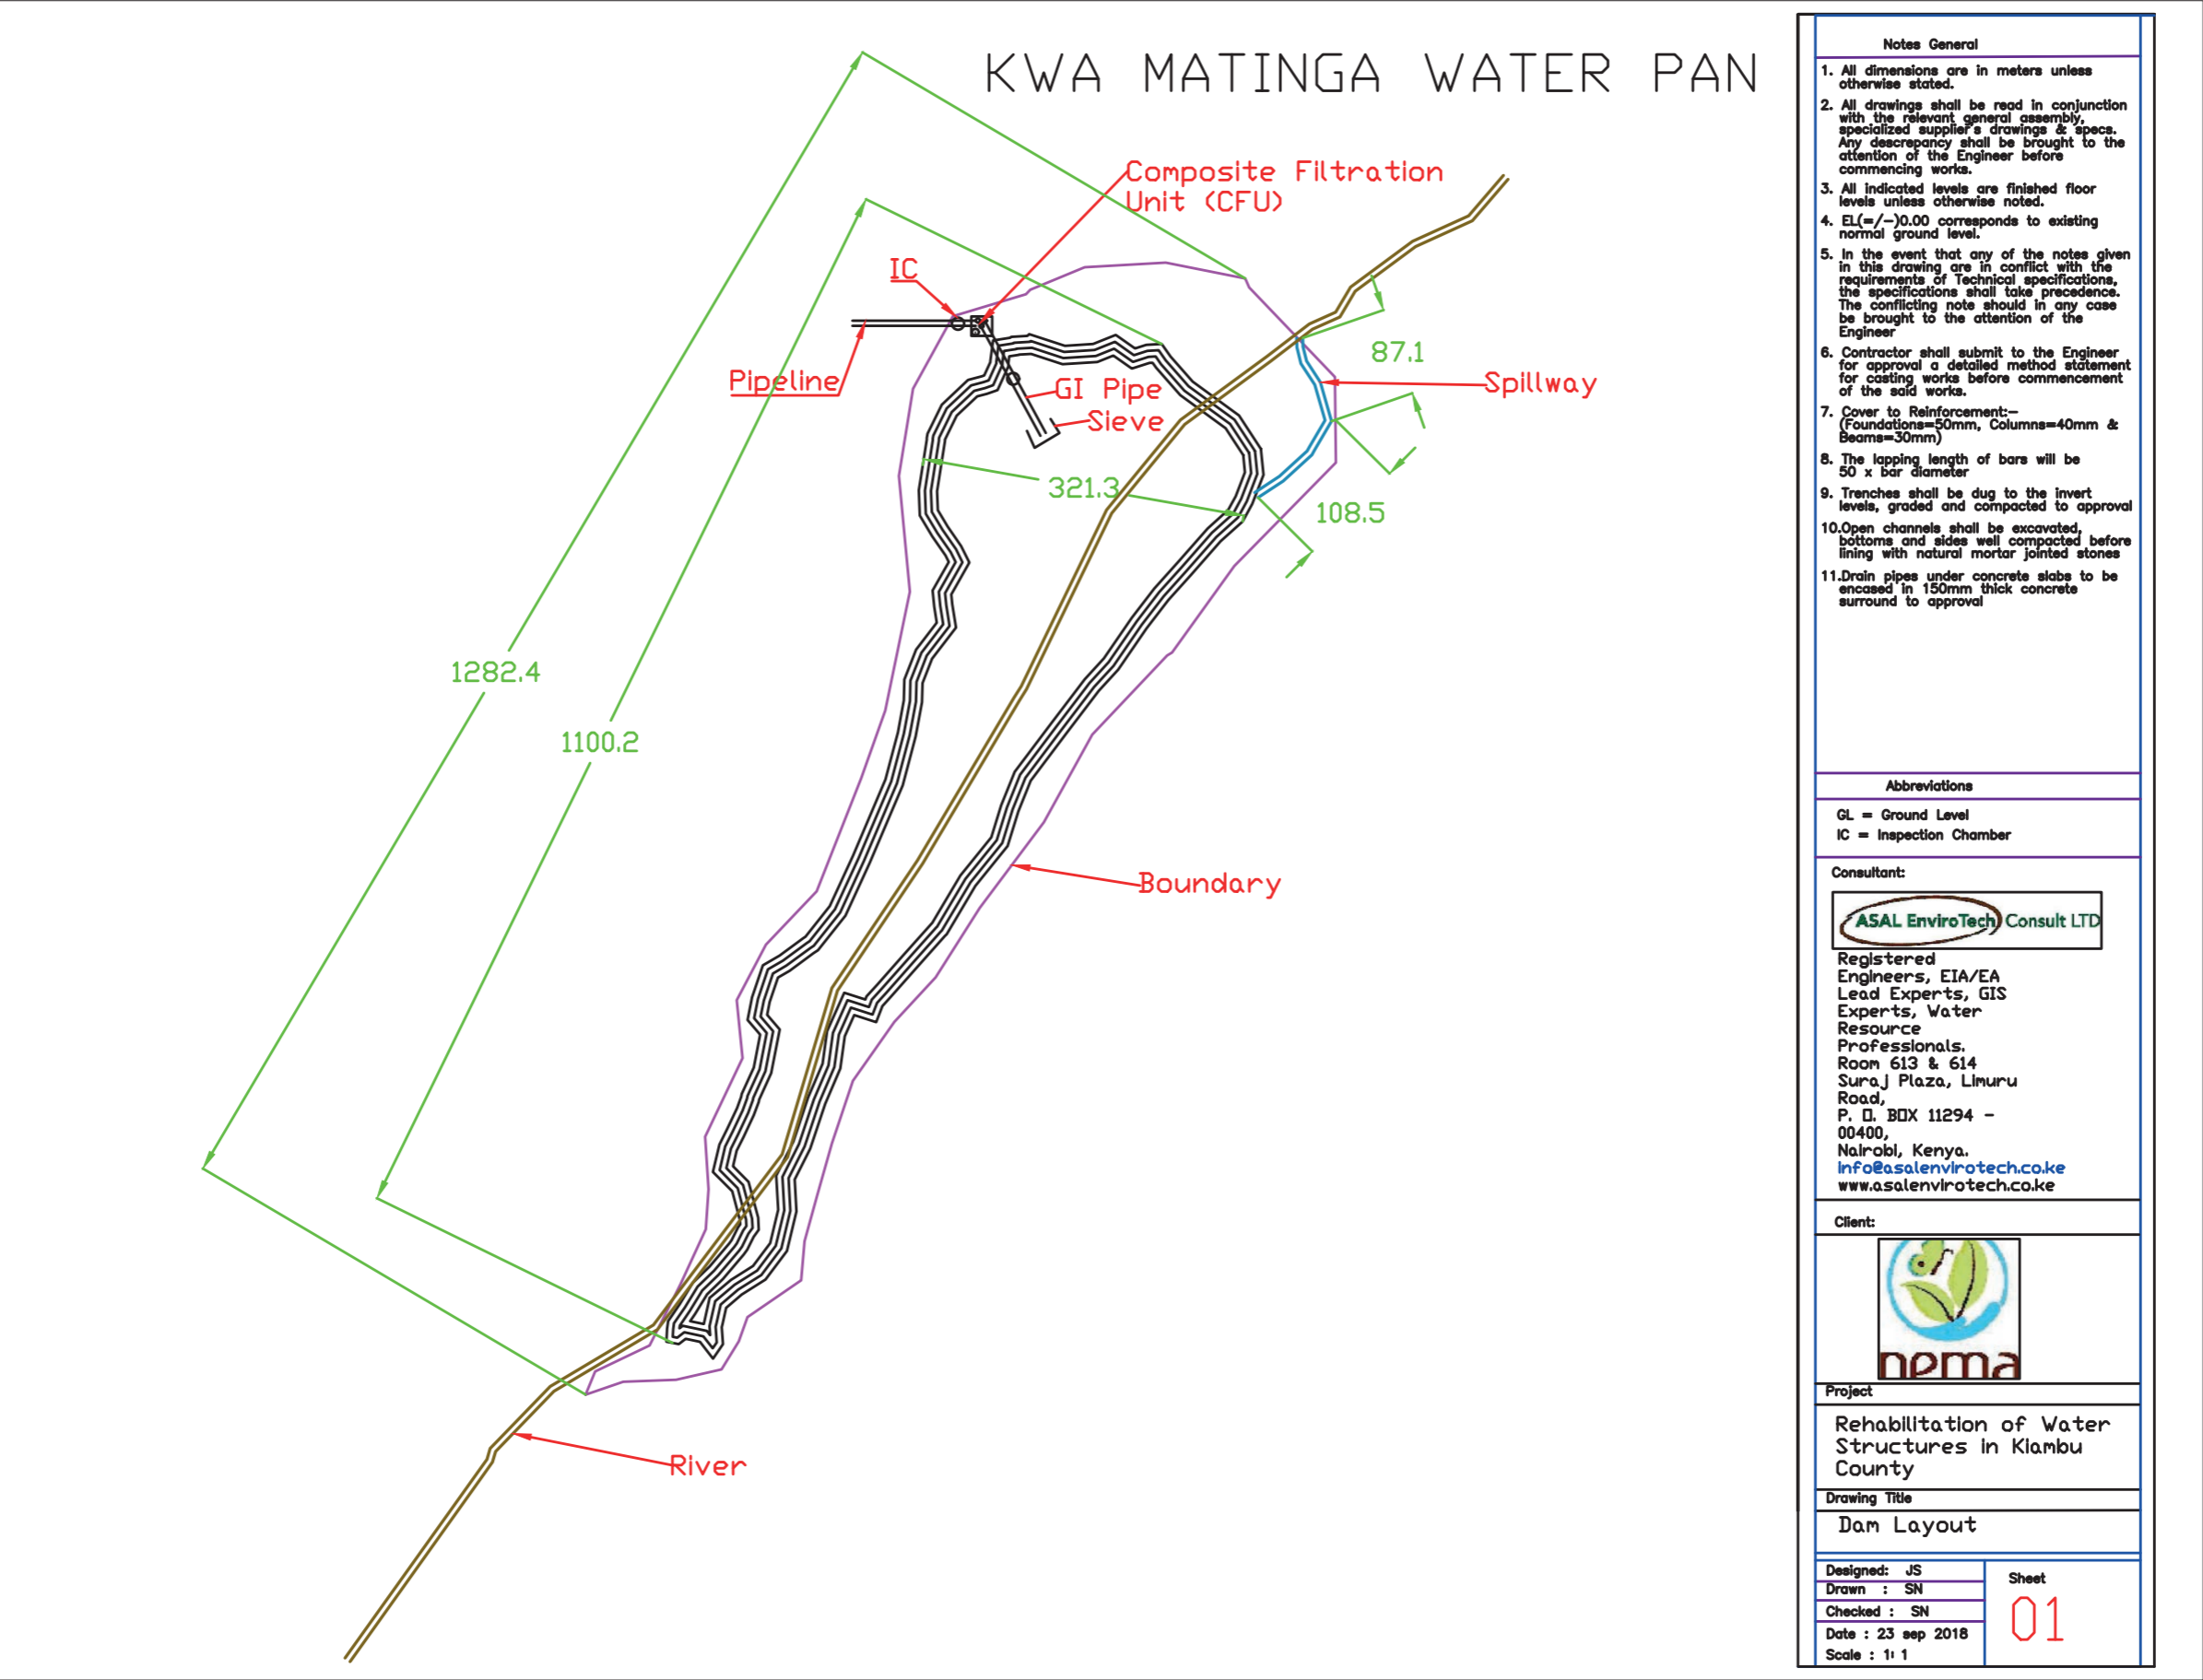 KWA MATINGA WATER PAN
Composite Filtration
Unit (CFU)
IC
Pipeline
GI Pipe
Sieve
87.1
Spillway
321.3
108.5
1282.4
1100.2
Boundary
River
Notes General
1. All dimensions are in meters unless
otherwise stated.
2. All drawings shall be read in conjunction
with the relevant general assembly,
specialized supplier's drawings & specs.
Any descrepancy shall be brought to the
attention of the Engineer before
commencing works.
3. All indicated levels are finished floor
levels unless otherwise noted.
4. EL(=/-)0.00 corresponds to existing
normal ground level.
5. In the event that any of the notes given
in this drawing are in conflict with the
requirements of Technical specifications,
the specifications shall take precedence.
The conflicting note should in any case
be brought to the attention of the
Engineer
6. Contractor shall submit to the Engineer
for approval a detailed method statement
for casting works before commencement
of the said works.
7. Cover to Reinforcement:-
(Foundations=50mm, Columns=40mm &
Beams=30mm)
8. The lapping length of bars will be
50 x bar diameter
9. Trenches shall be dug to the invert
levels, graded and compacted to approval
10.Open channels shall be excavated,
bottoms and sides well compacted before
lining with natural mortar jointed stones
11.Drain pipes under concrete slabs to be
encased in 150mm thick concrete
surround to approval
Abbreviations
GL = Ground Level
IC = Inspection Chamber
Consultant:
ASAL EnviroTech Consult LTD
Registered
Engineers, EIA/EA
Lead Experts, GIS
Experts, Water
Resource
Professionals.
Room 613 & 614
Suraj Plaza, Limuru
Road,
P. O. BOX 11294 -
00400,
Nairobi, Kenya.
info@asalenvirotech.co.ke
www.asalenvirotech.co.ke
Client:
nema
Project
Rehabilitation of Water
Structures in Kiambu
County
Drawing Title
Dam Layout
Designed: JS
Drawn : SN
Checked : SN
Date : 23 sep 2018
Scale : 1:1
Sheet
01